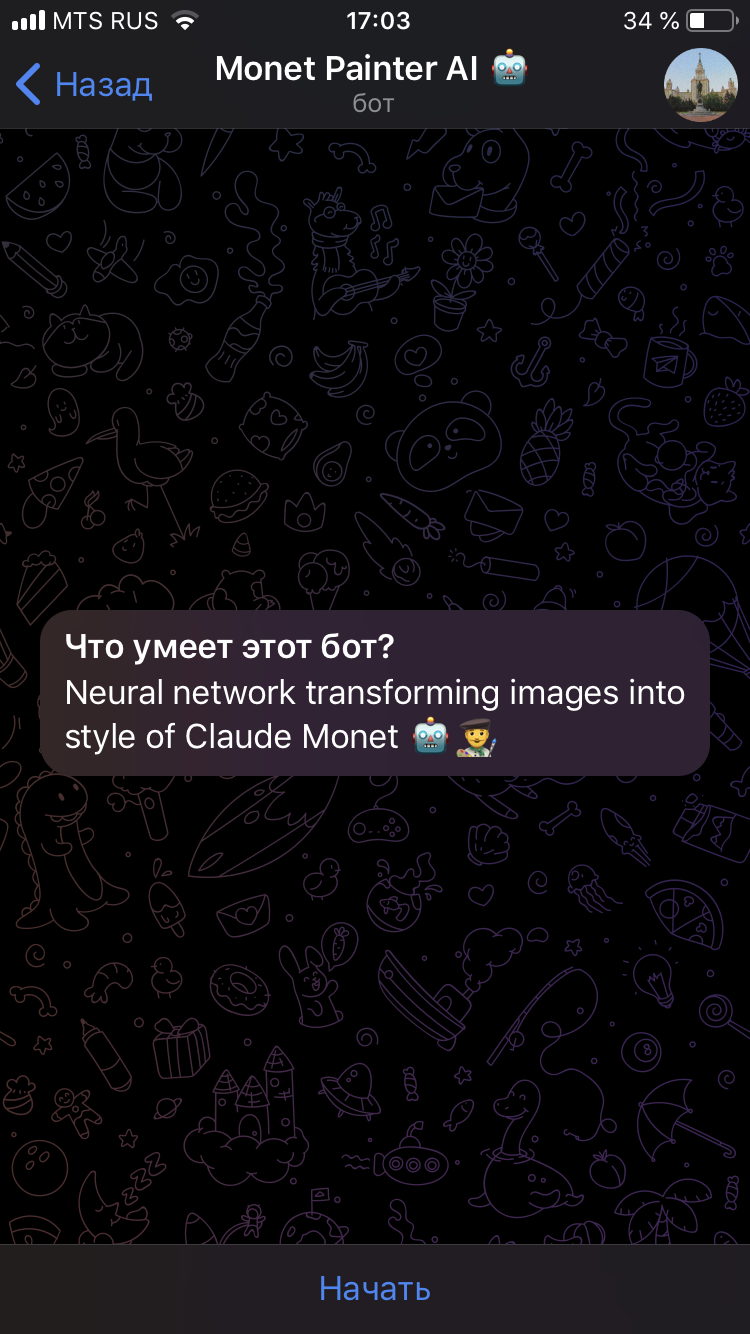 MTS RUS 17:03 34 %
Назад Monet Painter AI 🤖
бот
Что умеет этот бот?
Neural network transforming images into
style of Claude Monet 🤖👨‍🎨
Начать